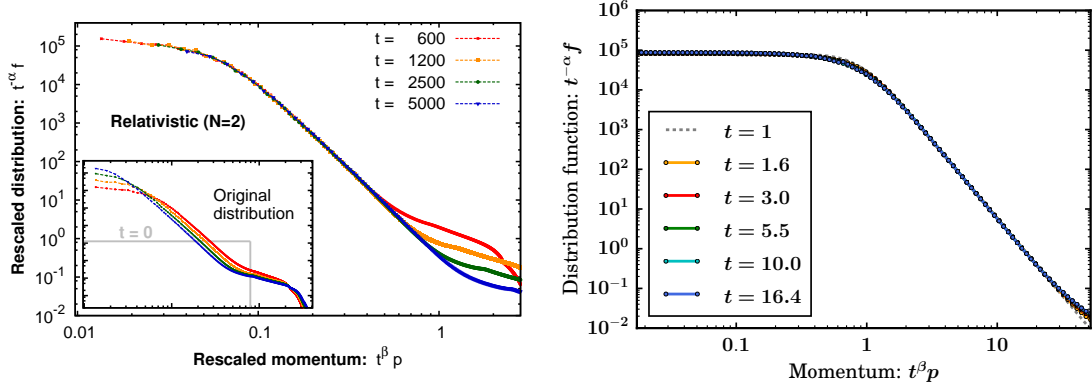 Rescaled distribution: t^-α f
10^5
10^4
10^3
10^2
10^1
10^0
10^-1
10^-2
t = 600
t = 1200
t = 2500
t = 5000
Relativistic (N=2)
Original
distribution
t = 0
0.01 0.1 1
Rescaled momentum: t^β p
Distribution function: t^−α f
10^6
10^5
10^4
10^3
10^2
10^1
10^0
10^−1
10^−2
t = 1
t = 1.6
t = 3.0
t = 5.5
t = 10.0
t = 16.4
0.1 1 10
Momentum: t^β p